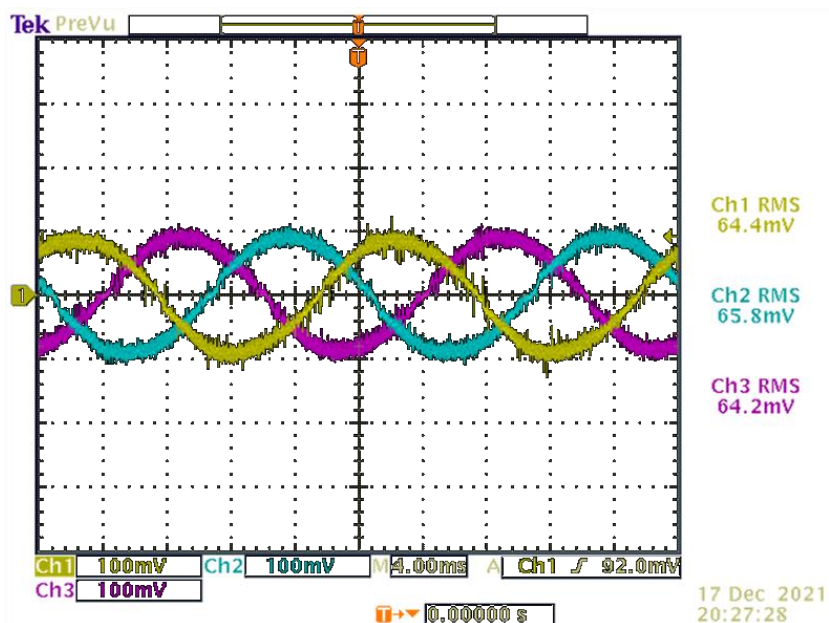 Tek PreVu
T
T
1
Ch1 RMS
64.4mV
Ch2 RMS
65.8mV
Ch3 RMS
64.2mV
Ch1 100mV Ch2 100mV M 4.00ms A Ch1 ∫ 92.0mV
Ch3 100mV
T→▼ 0.00000 s
17 Dec 2021
20:27:28